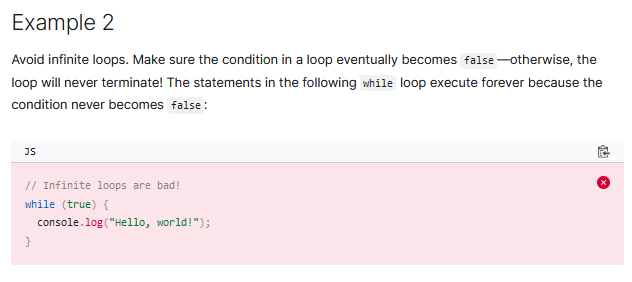 Example 2
Avoid infinite loops. Make sure the condition in a loop eventually becomes false—otherwise, the
loop will never terminate! The statements in the following while loop execute forever because the
condition never becomes false:
JS
// Infinite loops are bad!
while (true) {
  console.log("Hello, world!");
}